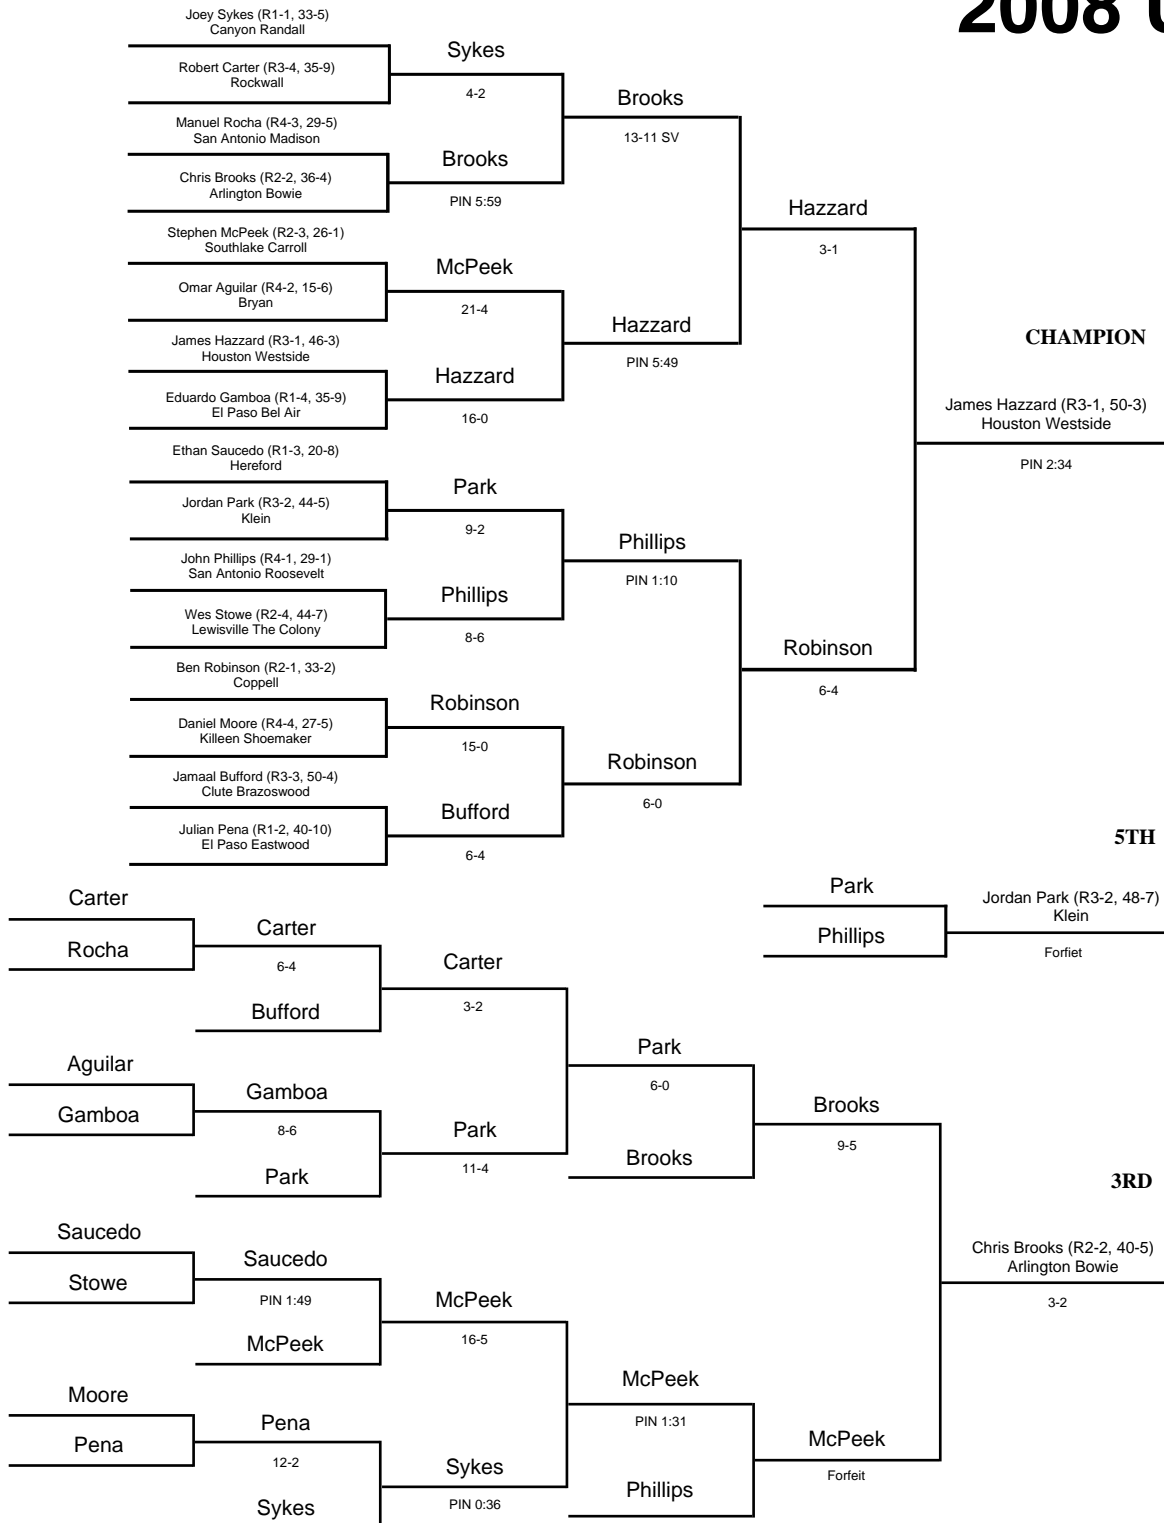 2008 U
Joey Sykes (R1-1, 33-5)
Canyon Randall
Robert Carter (R3-4, 35-9)
Rockwall
Manuel Rocha (R4-3, 29-5)
San Antonio Madison
Chris Brooks (R2-2, 36-4)
Arlington Bowie
Stephen McPeek (R2-3, 26-1)
Southlake Carroll
Omar Aguilar (R4-2, 15-6)
Bryan
James Hazzard (R3-1, 46-3)
Houston Westside
Eduardo Gamboa (R1-4, 35-9)
El Paso Bel Air
Ethan Saucedo (R1-3, 20-8)
Hereford
Jordan Park (R3-2, 44-5)
Klein
John Phillips (R4-1, 29-1)
San Antonio Roosevelt
Wes Stowe (R2-4, 44-7)
Lewisville The Colony
Ben Robinson (R2-1, 33-2)
Coppell
Daniel Moore (R4-4, 27-5)
Killeen Shoemaker
Jamaal Bufford (R3-3, 50-4)
Clute Brazoswood
Julian Pena (R1-2, 40-10)
El Paso Eastwood
Sykes
4-2
Brooks
PIN 5:59
McPeek
21-4
Hazzard
16-0
Park
9-2
Phillips
8-6
Robinson
15-0
Bufford
6-4
Brooks
13-11 SV
Hazzard
PIN 5:49
Phillips
PIN 1:10
Robinson
6-0
Hazzard
3-1
Robinson
6-4
CHAMPION
James Hazzard (R3-1, 50-3)
Houston Westside
PIN 2:34
5TH
Park
Phillips
Jordan Park (R3-2, 48-7)
Klein
Forfiet
Carter
Rocha
Aguilar
Gamboa
Saucedo
Stowe
Moore
Pena
Carter
6-4
Bufford
Gamboa
8-6
Park
Saucedo
PIN 1:49
McPeek
Pena
12-2
Sykes
Carter
3-2
Park
11-4
McPeek
16-5
Sykes
PIN 0:36
Park
6-0
Brooks
McPeek
PIN 1:31
Phillips
Brooks
9-5
McPeek
Forfeit
3RD
Chris Brooks (R2-2, 40-5)
Arlington Bowie
3-2